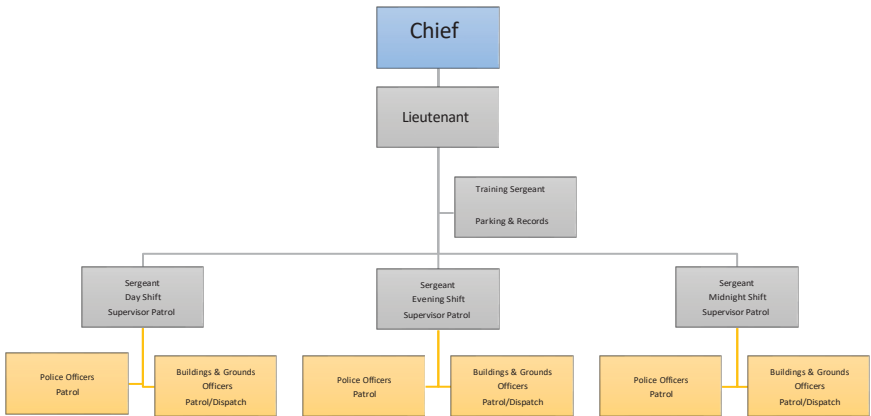 Chief
Lieutenant
Training Sergeant
Parking & Records
Sergeant
Day Shift
Supervisor Patrol
Sergeant
Evening Shift
Supervisor Patrol
Sergeant
Midnight Shift
Supervisor Patrol
Police Officers
Patrol
Buildings & Grounds
Officers
Patrol/Dispatch
Police Officers
Patrol
Buildings & Grounds
Officers
Patrol/Dispatch
Police Officers
Patrol
Buildings & Grounds
Officers
Patrol/Dispatch